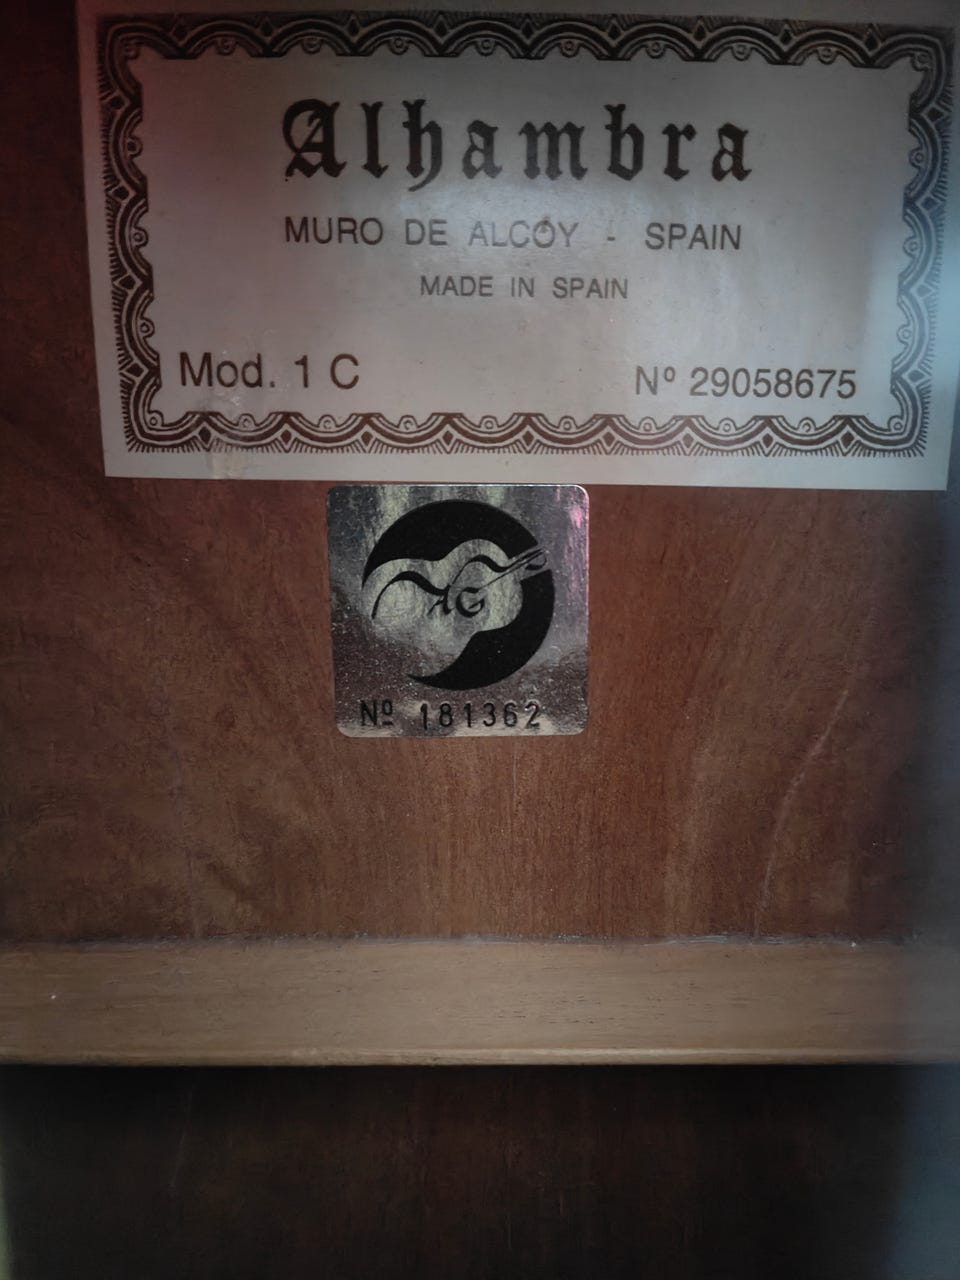 Alhambra
MURO DE ALCOY - SPAIN
MADE IN SPAIN
Mod. 1 C
Nº 29058675
AG
Nº 181362